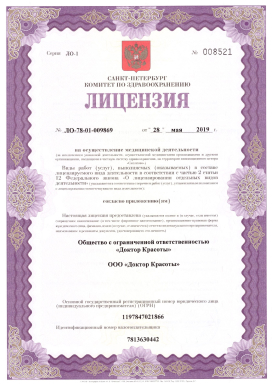 Серия ЛО-1
№ 008521
САНКТ-ПЕТЕРБУРГ
КОМИТЕТ ПО ЗДРАВООХРАНЕНИЮ
ЛИЦЕНЗИЯ
№ ЛО-78-01-009869 от « 28 » мая 2019 г.
на осуществление медицинской деятельности
Виды работ (услуг), выполняемых (оказываемых) в составе
лицензируемого вида деятельности в соответствии с частью 2 статьи
12 Федерального закона «О лицензировании отдельных видов
деятельности»
согласно приложению(ям)
Настоящая лицензия предоставлена
Общество с ограниченной ответственностью
«Доктор Красоты»
ООО «Доктор Красоты»
Основной государственный регистрационный номер юридического лица
(индивидуального предпринимателя) (ОГРН)
1197847021866
Идентификационный номер налогоплательщика
7813630442